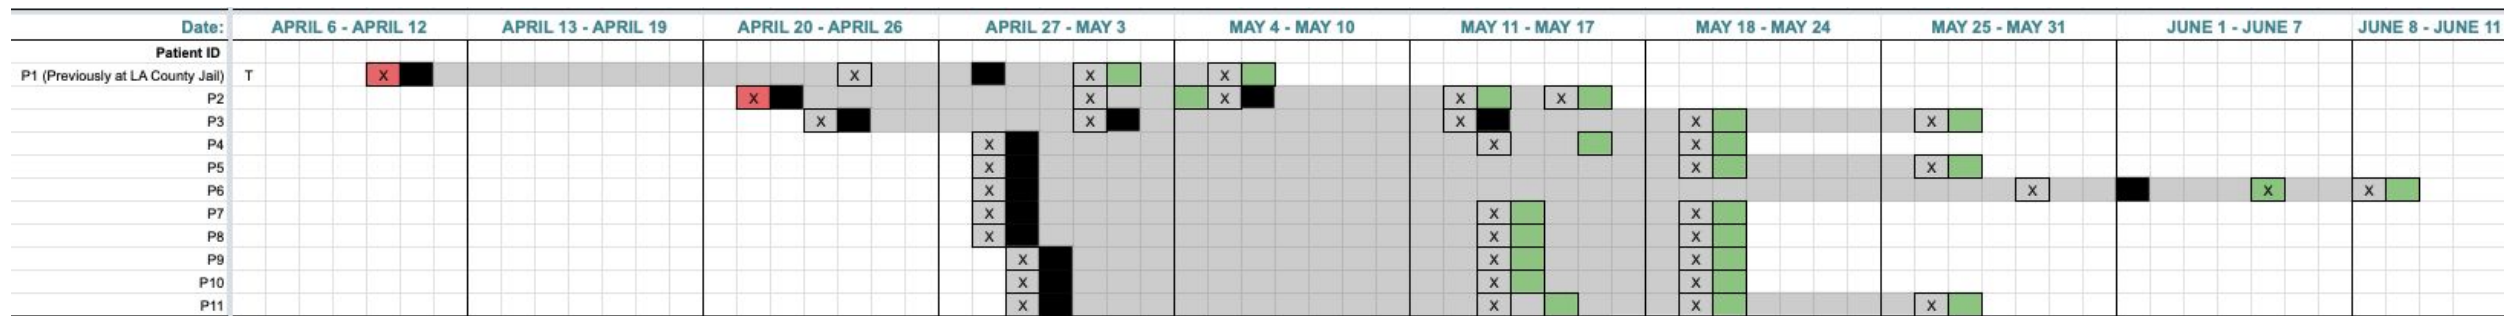 Date: APRIL 6 - APRIL 12 APRIL 13 - APRIL 19 APRIL 20 - APRIL 26 APRIL 27 - MAY 3 MAY 4 - MAY 10 MAY 11 - MAY 17 MAY 18 - MAY 24 MAY 25 - MAY 31 JUNE 1 - JUNE 7 JUNE 8 - JUNE 11
Patient ID
P1 (Previously at LA County Jail) T X X X X
P2 X X X X X
P3 X X X X X
P4 X X X
P5 X X X
P6 X X X X
P7 X X X
P8 X X X
P9 X X X
P10 X X X
P11 X X X X